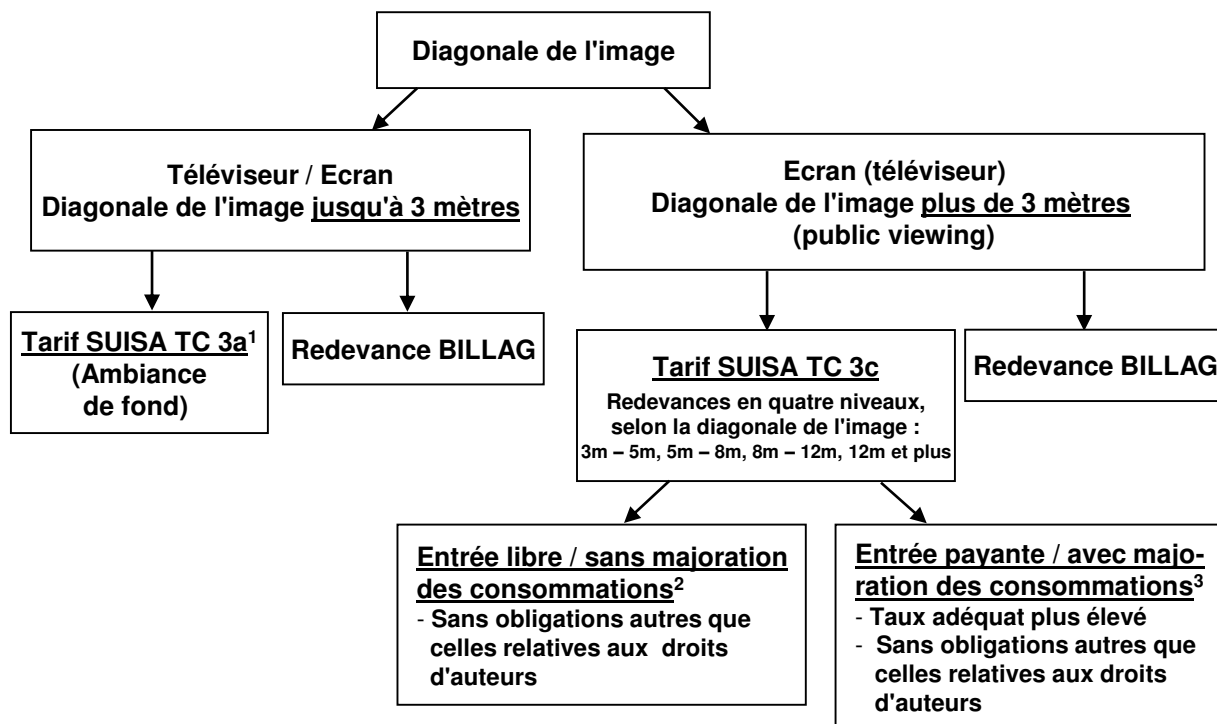 Diagonale de l'image
Téléviseur / Ecran
Diagonale de l'image jusqu'à 3 mètres
Ecran (téléviseur)
Diagonale de l'image plus de 3 mètres
(public viewing)
Tarif SUISA TC 3a¹
(Ambiance
de fond)
Redevance BILLAG
Tarif SUISA TC 3c
Redevances en quatre niveaux,
selon la diagonale de l'image :
3m – 5m, 5m – 8m, 8m – 12m, 12m et plus
Redevance BILLAG
Entrée libre / sans majoration
des consommations²
- Sans obligations autres que
celles relatives aux droits
d'auteurs
Entrée payante / avec majo-
ration des consommations³
- Taux adéquat plus élevé
- Sans obligations autres que
celles relatives aux droits
d'auteurs